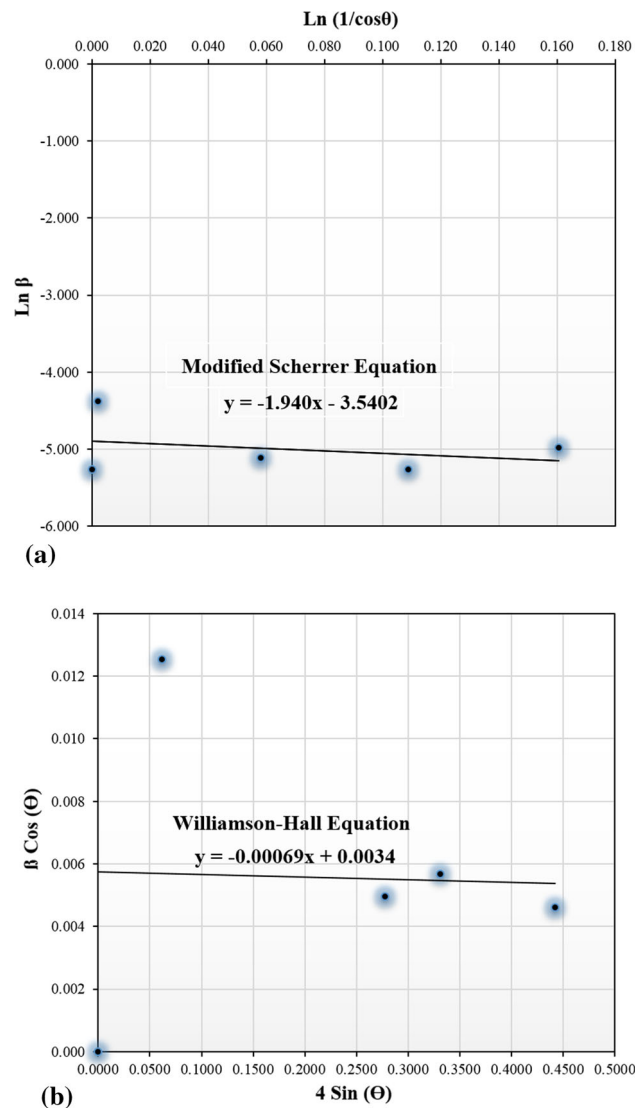 Ln (1/cosθ)
0.000 0.020 0.040 0.060 0.080 0.100 0.120 0.140 0.160 0.180
0.000
-1.000
-2.000
-3.000
-4.000
-5.000
-6.000
Ln β
Modified Scherrer Equation
y = -1.940x - 3.5402
(a)
0.014
0.012
0.010
0.008
0.006
0.004
0.002
0.000
ß Cos (Ɵ)
Williamson-Hall Equation
y = -0.00069x + 0.0034
0.0000 0.0500 0.1000 0.1500 0.2000 0.2500 0.3000 0.3500 0.4000 0.4500 0.5000
4 Sin (Ɵ)
(b)